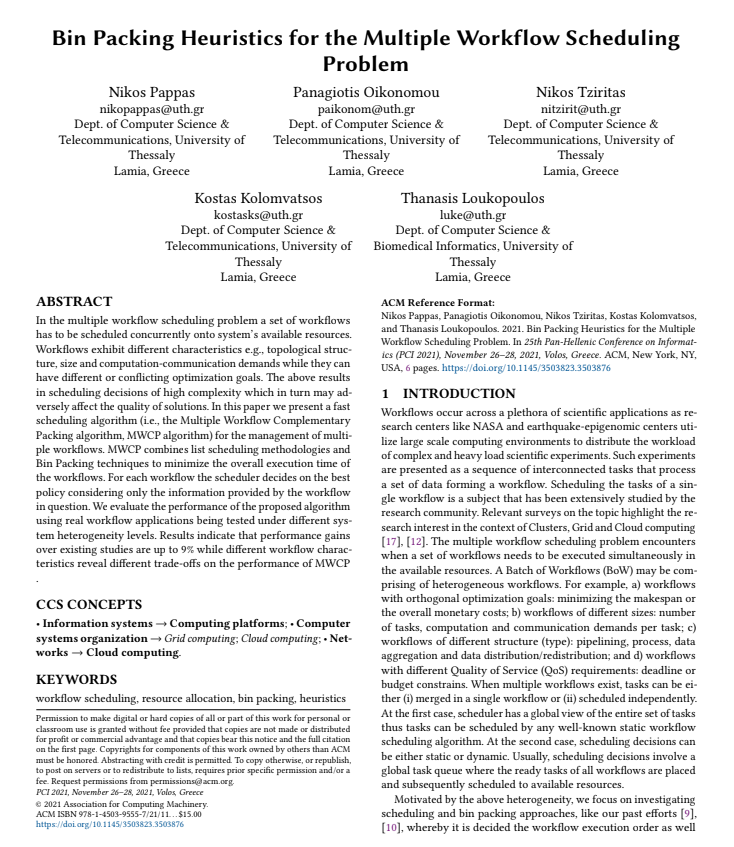 Bin Packing Heuristics for the Multiple Workflow Scheduling
Problem
Nikos Pappas
nikopappas@uth.gr
Dept. of Computer Science &
Telecommunications, University of
Thessaly
Lamia, Greece
Panagiotis Oikonomou
paikonom@uth.gr
Dept. of Computer Science &
Telecommunications, University of
Thessaly
Lamia, Greece
Nikos Tziritas
nitzirit@uth.gr
Dept. of Computer Science &
Telecommunications, University of
Thessaly
Lamia, Greece
Kostas Kolomvatsos
kostasks@uth.gr
Dept. of Computer Science &
Telecommunications, University of
Thessaly
Lamia, Greece
Thanasis Loukopoulos
luke@uth.gr
Dept. of Computer Science &
Biomedical Informatics, University of
Thessaly
Lamia, Greece
ABSTRACT
In the multiple workflow scheduling problem a set of workflows
has to be scheduled concurrently onto system's available resources.
Workflows exhibit different characteristics e.g., topological struc-
ture, size and computation-communication demands while they can
have different or conflicting optimization goals. The above results
in scheduling decisions of high complexity which in turn may ad-
versely affect the quality of solutions. In this paper we present a fast
scheduling algorithm (i.e., the Multiple Workflow Complementary
Packing algorithm, MWCP algorithm) for the management of multi-
ple workflows. MWCP combines list scheduling methodologies and
Bin Packing techniques to minimize the overall execution time of
the workflows. For each workflow the scheduler decides on the best
policy considering only the information provided by the workflow
in question. We evaluate the performance of the proposed algorithm
using real workflow applications being tested under different sys-
tem heterogeneity levels. Results indicate that performance gains
over existing studies are up to 9% while different workflow charac-
teristics reveal different trade-offs on the performance of MWCP
.
CCS CONCEPTS
• Information systems → Computing platforms; • Computer
systems organization → Grid computing; Cloud computing; • Net-
works → Cloud computing.
KEYWORDS
workflow scheduling, resource allocation, bin packing, heuristics
Permission to make digital or hard copies of all or part of this work for personal or
classroom use is granted without fee provided that copies are not made or distributed
for profit or commercial advantage and that copies bear this notice and the full citation
on the first page. Copyrights for components of this work owned by others than ACM
must be honored. Abstracting with credit is permitted. To copy otherwise, or republish,
to post on servers or to redistribute to lists, requires prior specific permission and/or a
fee. Request permissions from permissions@acm.org.
PCI 2021, November 26–28, 2021, Volos, Greece
© 2021 Association for Computing Machinery.
ACM ISBN 978-1-4503-9555-7/21/11...$15.00
https://doi.org/10.1145/3503823.3503876
ACM Reference Format:
Nikos Pappas, Panagiotis Oikonomou, Nikos Tziritas, Kostas Kolomvatsos,
and Thanasis Loukopoulos. 2021. Bin Packing Heuristics for the Multiple
Workflow Scheduling Problem. In 25th Pan-Hellenic Conference on Informat-
ics (PCI 2021), November 26–28, 2021, Volos, Greece. ACM, New York, NY,
USA, 6 pages. https://doi.org/10.1145/3503823.3503876
1 INTRODUCTION
Workflows occur across a plethora of scientific applications as re-
search centers like NASA and earthquake-epigenomic centers uti-
lize large scale computing environments to distribute the workload
of complex and heavy load scientific experiments. Such experiments
are presented as a sequence of interconnected tasks that process
a set of data forming a workflow. Scheduling the tasks of a sin-
gle workflow is a subject that has been extensively studied by the
research community. Relevant surveys on the topic highlight the re-
search interest in the context of Clusters, Grid and Cloud computing
[17], [12]. The multiple workflow scheduling problem encounters
when a set of workflows needs to be executed simultaneously in
the available resources. A Batch of Workflows (BoW) may be com-
prising of heterogeneous workflows. For example, a) workflows
with orthogonal optimization goals: minimizing the makespan or
the overall monetary costs; b) workflows of different sizes: number
of tasks, computation and communication demands per task; c)
workflows of different structure (type): pipelining, process, data
aggregation and data distribution/redistribution; and d) workflows
with different Quality of Service (QoS) requirements: deadline or
budget constrains. When multiple workflows exist, tasks can be ei-
ther (i) merged in a single workflow or (ii) scheduled independently.
At the first case, scheduler has a global view of the entire set of tasks
thus tasks can be scheduled by any well-known static workflow
scheduling algorithm. At the second case, scheduling decisions can
be either static or dynamic. Usually, scheduling decisions involve a
global task queue where the ready tasks of all workflows are placed
and subsequently scheduled to available resources.
Motivated by the above heterogeneity, we focus on investigating
scheduling and bin packing approaches, like our past efforts [9],
[10], whereby it is decided the workflow execution order as well